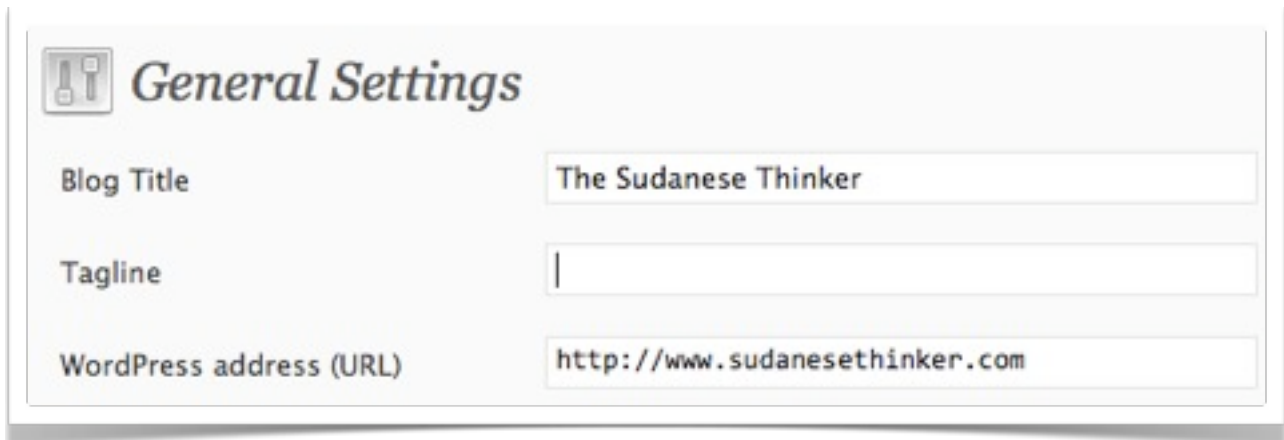 General Settings
Blog Title The Sudanese Thinker
Tagline
WordPress address (URL) http://www.sudanesethinker.com